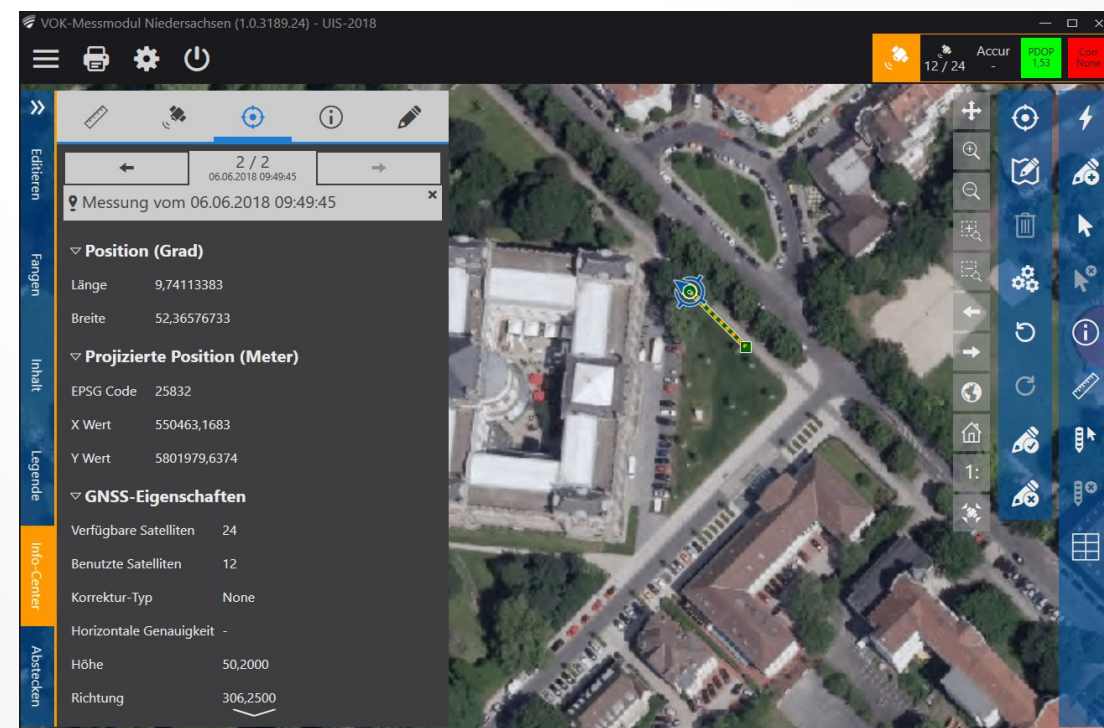 VOK-Messmodul Niedersachsen (1.0.3189.24) - UIS-2018
12 / 24
Accur
-
PDOP
1,53
Corr
None
Editieren
Fangen
Inhalt
Legende
Info-Center
Abstecken
2 / 2
06.06.2018 09:49:45
Messung vom 06.06.2018 09:49:45
Position (Grad)
Länge 9,74113383
Breite 52,36576733
Projizierte Position (Meter)
EPSG Code 25832
X Wert 550463,1683
Y Wert 5801979,6374
GNSS-Eigenschaften
Verfügbare Satelliten 24
Benutzte Satelliten 12
Korrektur-Typ None
Horizontale Genauigkeit -
Höhe 50,2000
Richtung 306,2500
1: